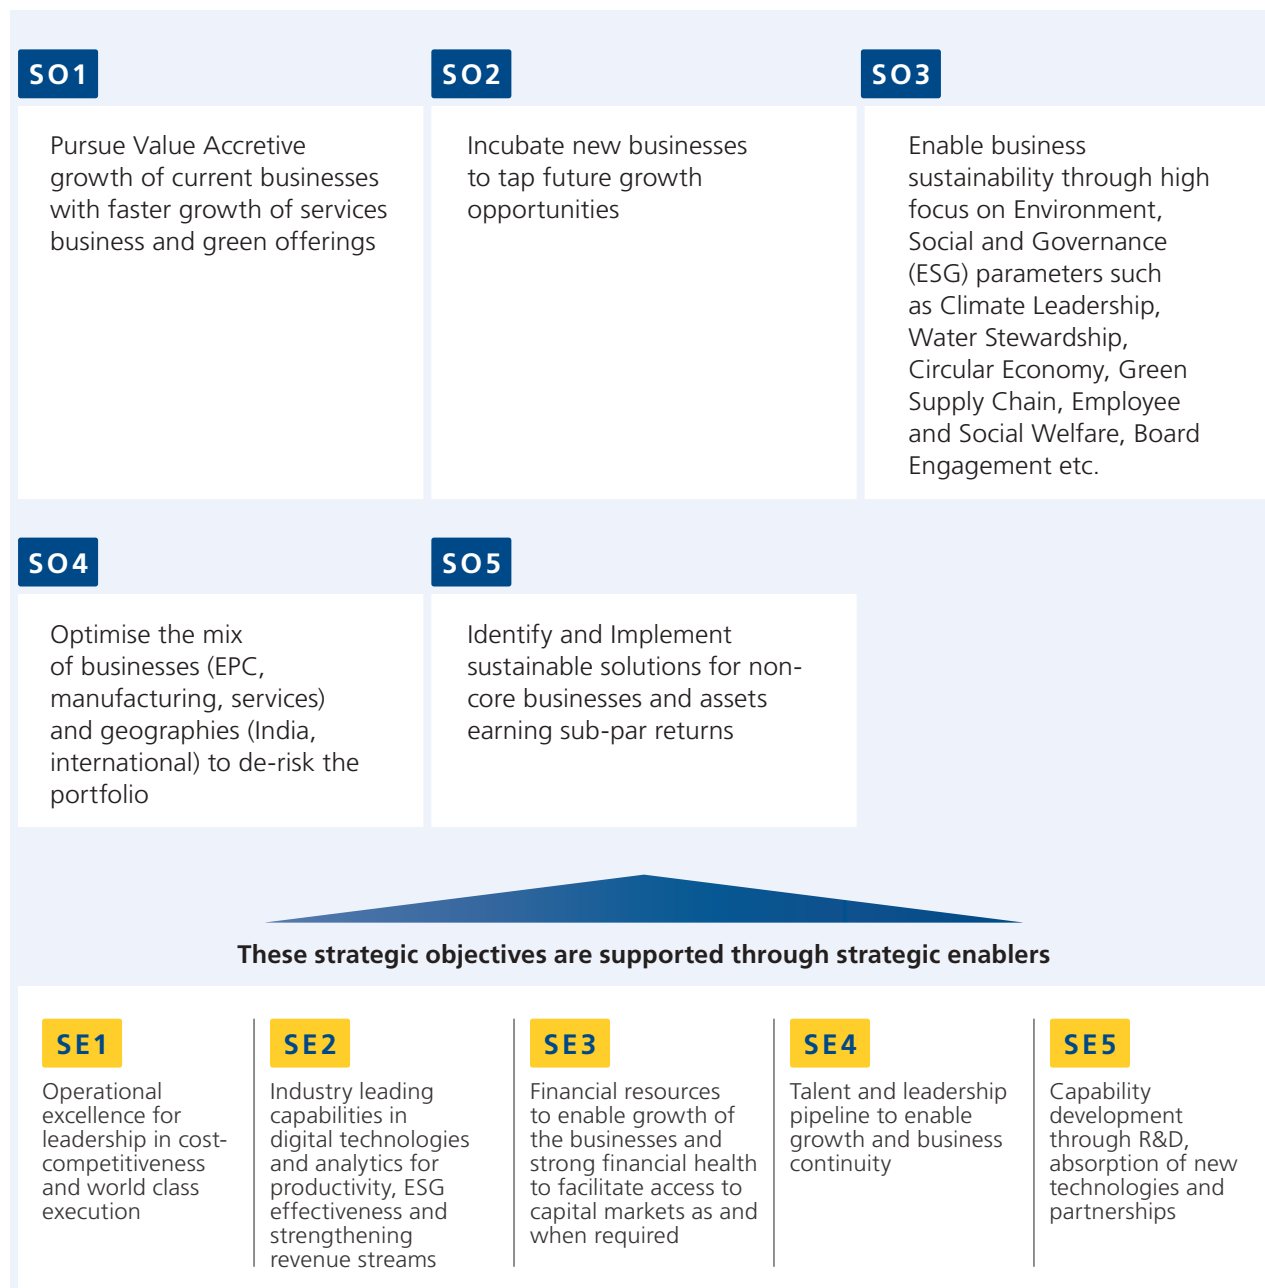 SO1
Pursue Value Accretive
growth of current businesses
with faster growth of services
business and green offerings
SO2
Incubate new businesses
to tap future growth
opportunities
SO3
Enable business
sustainability through high
focus on Environment,
Social and Governance
(ESG) parameters such
as Climate Leadership,
Water Stewardship,
Circular Economy, Green
Supply Chain, Employee
and Social Welfare, Board
Engagement etc.
SO4
Optimise the mix
of businesses (EPC,
manufacturing, services)
and geographies (India,
international) to de-risk the
portfolio
SO5
Identify and Implement
sustainable solutions for non-
core businesses and assets
earning sub-par returns
These strategic objectives are supported through strategic enablers
SE1
Operational
excellence for
leadership in cost-
competitiveness
and world class
execution
SE2
Industry leading
capabilities in
digital technologies
and analytics for
productivity, ESG
effectiveness and
strengthening
revenue streams
SE3
Financial resources
to enable growth of
the businesses and
strong financial health
to facilitate access to
capital markets as and
when required
SE4
Talent and leadership
pipeline to enable
growth and business
continuity
SE5
Capability
development
through R&D,
absorption of new
technologies and
partnerships